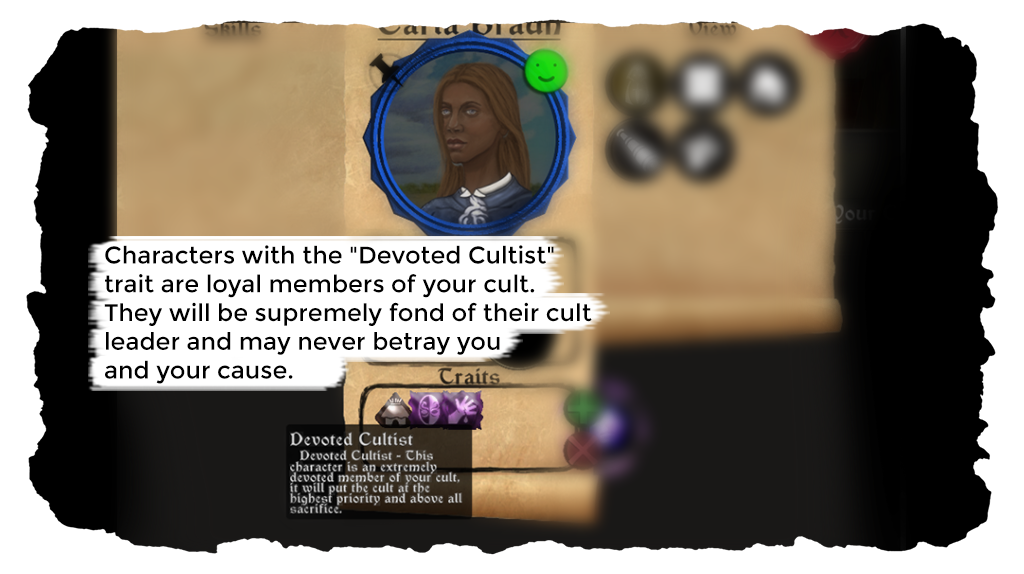 Skills
Carla Braun
View
Your
Characters with the "Devoted Cultist"
trait are loyal members of your cult.
They will be supremely fond of their cult
leader and may never betray you
and your cause.
Traits
Devoted Cultist
Devoted Cultist - This
character is an extremely
devoted member of your cult,
it will put the cult at the
highest priority and above all
sacrifice.